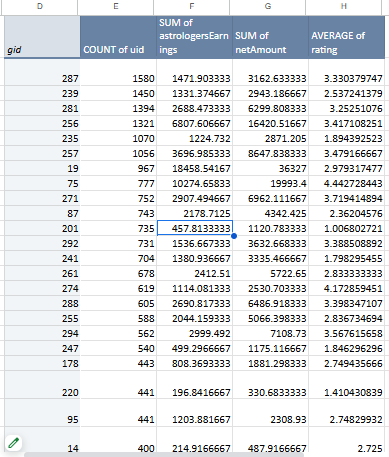 D E F G H
gid COUNT of uid SUM of astrologersEarnings SUM of netAmount AVERAGE of rating
287 1580 1471.903333 3162.633333 3.330379747
239 1450 1331.374667 2943.186667 2.537241379
281 1394 2688.473333 6299.808333 3.25251076
256 1321 6807.606667 16420.51667 3.417108251
235 1070 1224.732 2871.205 1.894392523
257 1056 3696.985333 8647.838333 3.479166667
19 967 18458.54167 36327 2.979317477
75 777 10274.65833 19993.4 4.442728443
271 752 2907.494667 6962.111667 3.719414894
87 743 2178.7125 4342.425 2.36204576
201 735 457.8133333 1120.783333 1.006802721
292 731 1536.667333 3632.668333 3.388508892
241 704 1380.936667 3335.466667 1.798295455
261 678 2412.51 5722.65 2.833333333
274 619 1114.081333 2530.703333 4.172859451
288 605 2690.817333 6486.918333 3.398347107
255 588 2044.159333 5066.398333 2.836734694
294 562 2999.492 7108.73 3.567615658
247 540 499.2966667 1175.116667 1.846296296
178 443 808.3693333 1881.298333 2.749435666
220 441 196.8416667 330.6833333 1.410430839
95 441 1203.881667 2308.93 2.74829932
14 400 214.9166667 487.9166667 2.725